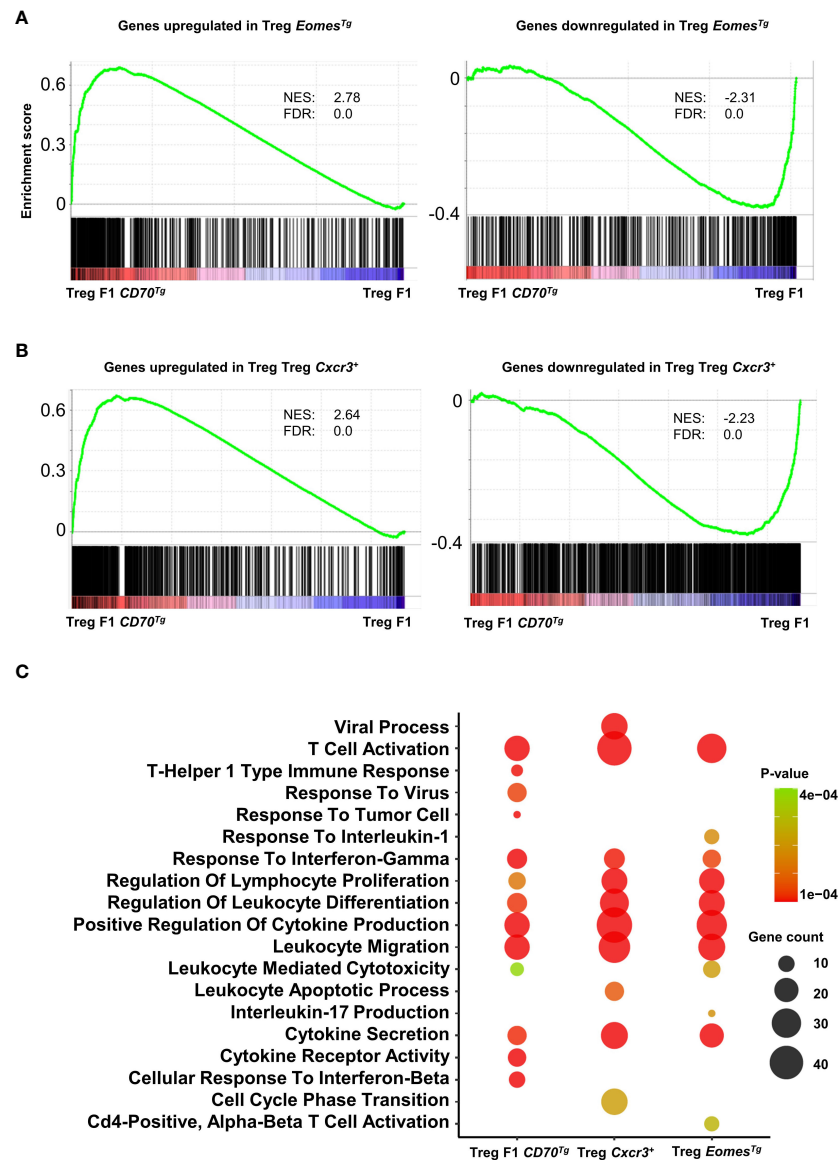 A
Genes upregulated in Treg Eomes^Tg
Genes downregulated in Treg Eomes^Tg
Enrichment score
0.6
0.3
0
NES: 2.78
FDR: 0.0
Treg F1 CD70^Tg
Treg F1
0
-0.4
NES: -2.31
FDR: 0.0
Treg F1 CD70^Tg
Treg F1
B
Genes upregulated in Treg Treg Cxcr3^+
Genes downregulated in Treg Treg Cxcr3^+
0.6
0.3
0
NES: 2.64
FDR: 0.0
Treg F1 CD70^Tg
Treg F1
0
-0.4
NES: -2.23
FDR: 0.0
Treg F1 CD70^Tg
Treg F1
C
Viral Process
T Cell Activation
T-Helper 1 Type Immune Response
Response To Virus
Response To Tumor Cell
Response To Interleukin-1
Response To Interferon-Gamma
Regulation Of Lymphocyte Proliferation
Regulation Of Leukocyte Differentiation
Positive Regulation Of Cytokine Production
Leukocyte Migration
Leukocyte Mediated Cytotoxicity
Leukocyte Apoptotic Process
Interleukin-17 Production
Cytokine Secretion
Cytokine Receptor Activity
Cellular Response To Interferon-Beta
Cell Cycle Phase Transition
Cd4-Positive, Alpha-Beta T Cell Activation
Treg F1 CD70^Tg
Treg Cxcr3^+
Treg Eomes^Tg
P-value
4e−04
1e−04
Gene count
10
20
30
40